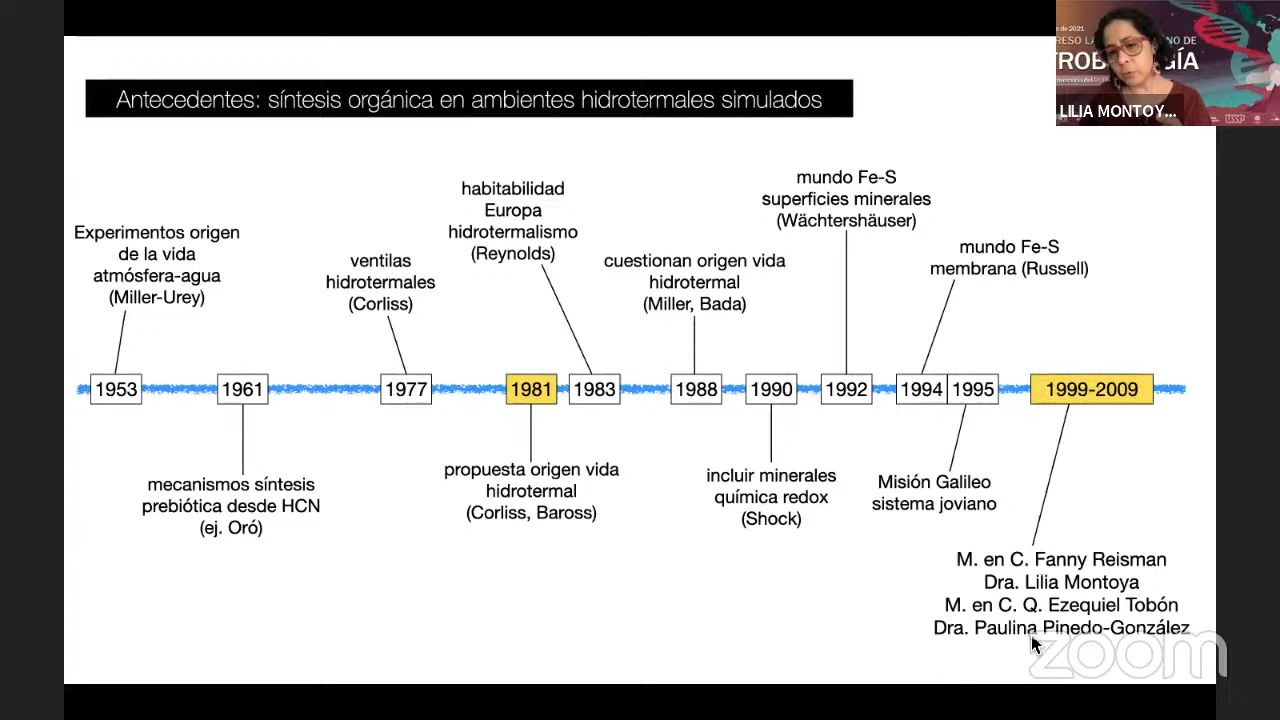 Antecedentes: síntesis orgánica en ambientes hidrotermales simulados
Experimentos origen
de la vida
atmósfera-agua
(Miller-Urey)
ventilas
hidrotermales
(Corliss)
habitabilidad
Europa
hidrotermalismo
(Reynolds)
cuestionan origen vida
hidrotermal
(Miller, Bada)
mundo Fe-S
superficies minerales
(Wächtershäuser)
mundo Fe-S
membrana (Russell)
1953
1961
1977
1981
1983
1988
1990
1992
1994
1995
1999-2009
mecanismos síntesis
prebiótica desde HCN
(ej. Oró)
propuesta origen vida
hidrotermal
(Corliss, Baross)
incluir minerales
química redox
(Shock)
Misión Galileo
sistema joviano
M. en C. Fanny Reisman
Dra. Lilia Montoya
M. en C. Q. Ezequiel Tobón
Dra. Paulina Pinedo-González
zoom
LILIA MONTOY...